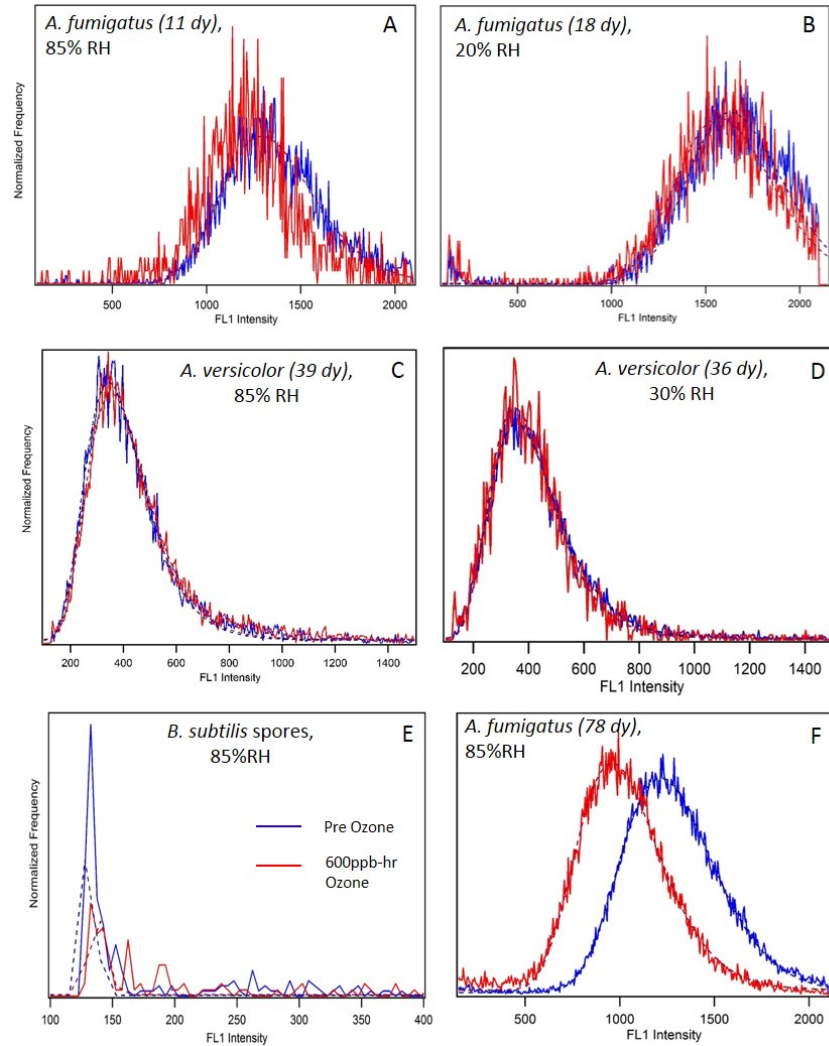 A. fumigatus (11 dy),
85% RH
A
Normalized Frequency
500
1000
1500
2000
FL1 Intensity
A. fumigatus (18 dy),
20% RH
B
500
1000
1500
2000
FL1 Intensity
A. versicolor (39 dy),
85% RH
C
Normalized Frequency
200
400
600
800
1000
1200
1400
FL1 Intensity
A. versicolor (36 dy),
30% RH
D
200
400
600
800
1000
1200
1400
FL1 Intensity
B. subtilis spores,
85%RH
E
Pre Ozone
600ppb-hr
Ozone
Normalized Frequency
100
150
200
250
300
350
400
FL1 Intensity
A. fumigatus (78 dy),
85%RH
F
500
1000
1500
2000
FL1 Intensity